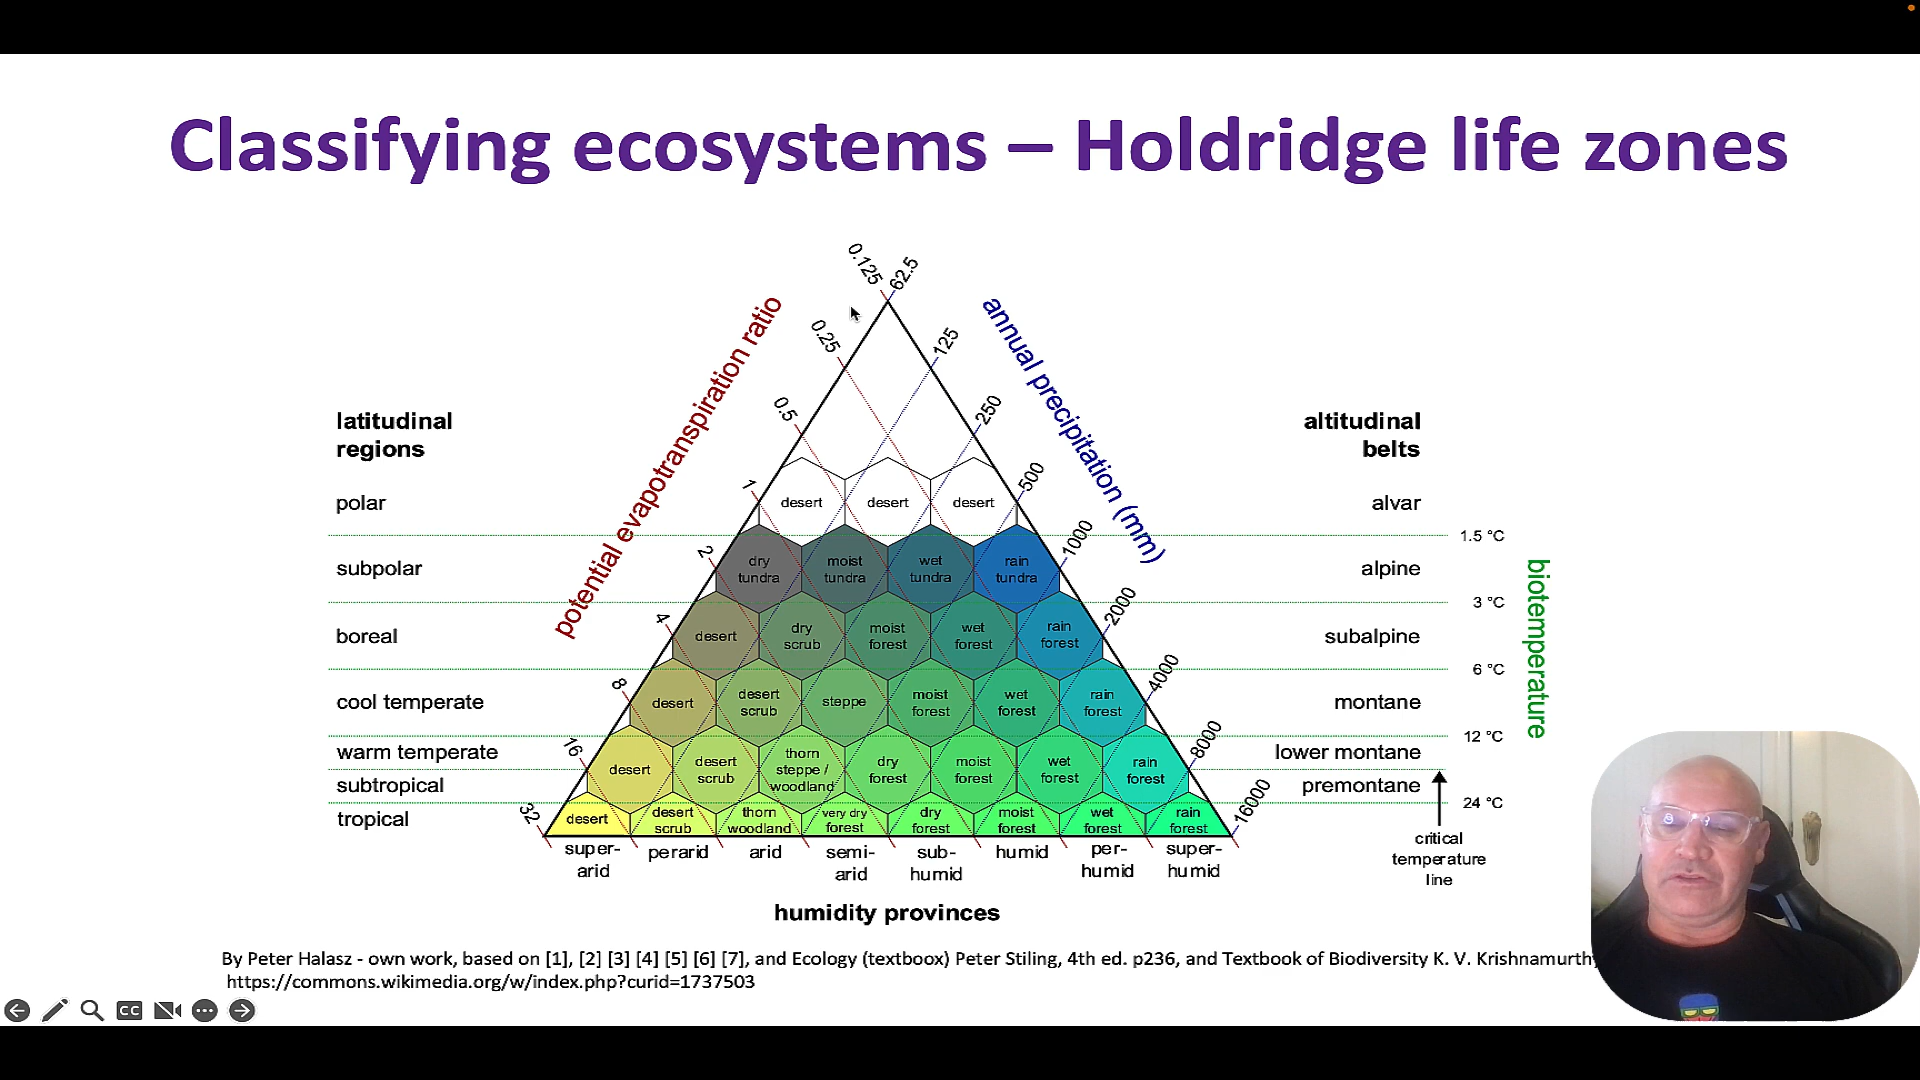 Classifying ecosystems – Holdridge life zones
0.125
62.5
0.25
125
0.5
250
1
500
2
1000
4
2000
8
4000
16
8000
32
16000
potential evapotranspiration ratio
annual precipitation (mm)
latitudinal
regions
altitudinal
belts
polar
desert
desert
desert
alvar
1.5 °C
subpolar
dry
tundra
moist
tundra
wet
tundra
rain
tundra
alpine
3 °C
boreal
desert
dry
scrub
moist
forest
wet
forest
rain
forest
subalpine
6 °C
cool temperate
desert
desert
scrub
steppe
moist
forest
wet
forest
rain
forest
montane
12 °C
biotemperature
warm temperate
subtropical
desert
desert
scrub
thorn
steppe /
woodland
dry
forest
moist
forest
wet
forest
rain
forest
lower montane
premontane
24 °C
tropical
desert
desert
scrub
thorn
woodland
very dry
forest
dry
forest
moist
forest
wet
forest
rain
forest
critical
temperature
line
super-
arid
perarid
arid
semi-
arid
sub-
humid
humid
per-
humid
super-
humid
humidity provinces
By Peter Halasz - own work, based on [1], [2] [3] [4] [5] [6] [7], and Ecology (textboox) Peter Stiling, 4th ed. p236, and Textbook of Biodiversity K. V. Krishnamurth
https://commons.wikimedia.org/w/index.php?curid=1737503
CC